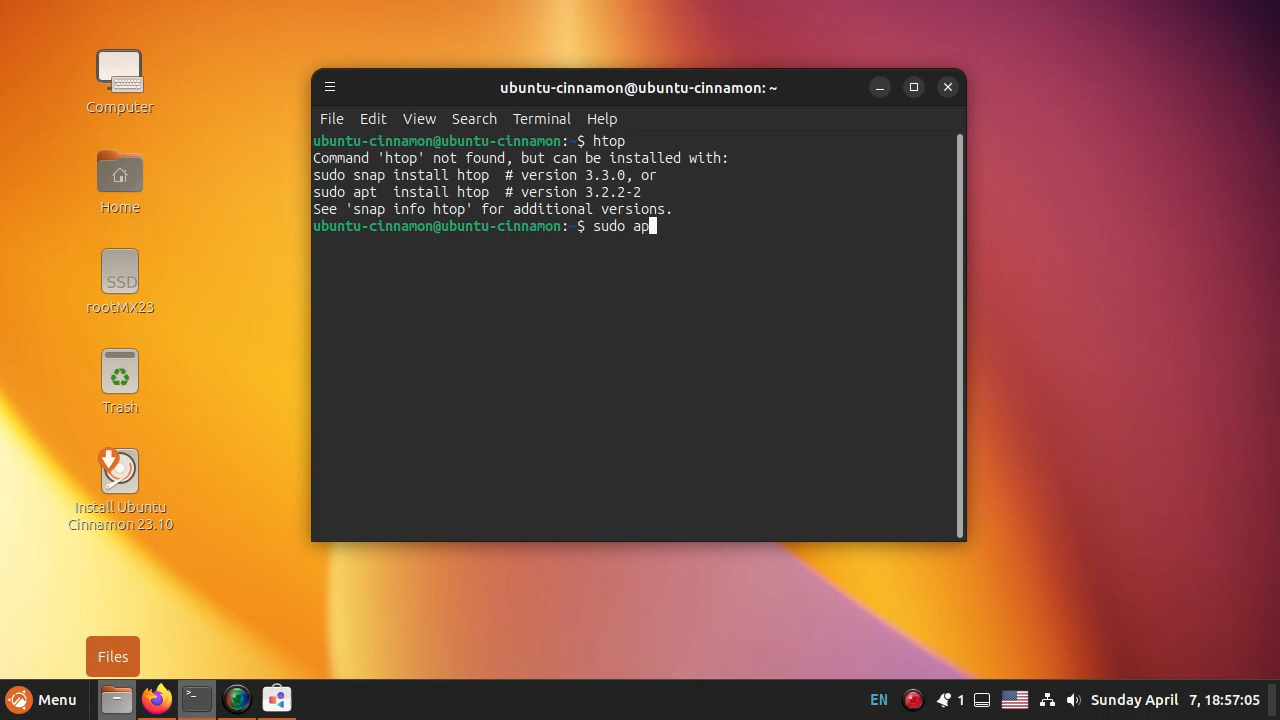 Computer
Home
SSD
rootMX23
Trash
Install Ubuntu
Cinnamon 23.10
ubuntu-cinnamon@ubuntu-cinnamon: ~
File Edit View Search Terminal Help
ubuntu-cinnamon@ubuntu-cinnamon:~$ htop
Command 'htop' not found, but can be installed with:
sudo snap install htop  # version 3.3.0, or
sudo apt  install htop  # version 3.2.2-2
See 'snap info htop' for additional versions.
ubuntu-cinnamon@ubuntu-cinnamon:~$ sudo ap
Files
Menu
EN
1
Sunday April 7, 18:57:05